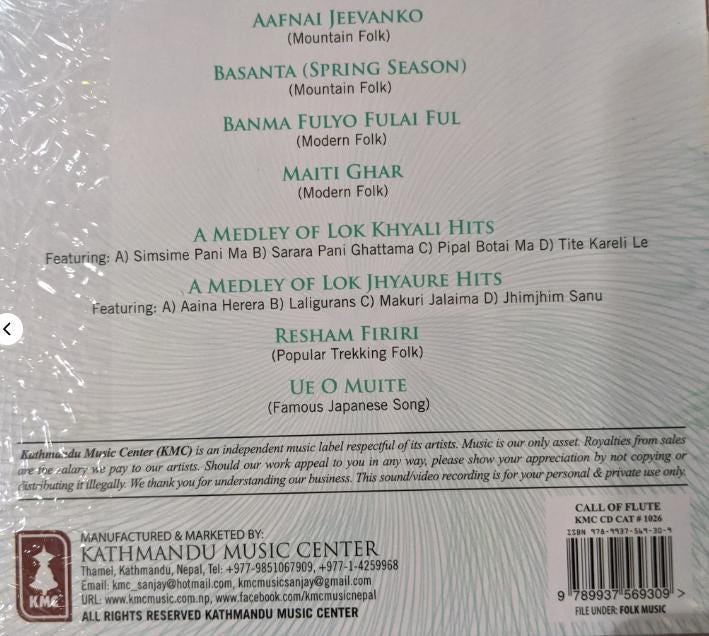 AAFNAI JEEVANKO
(Mountain Folk)
BASANTA (SPRING SEASON)
(Mountain Folk)
BANMA FULYO FULAI FUL
(Modern Folk)
MAITI GHAR
(Modern Folk)
A MEDLEY OF LOK KHYALI HITS
Featuring: A) Simsime Pani Ma B) Sarara Pani Ghattama C) Pipal Botai Ma D) Tite Kareli Le
A MEDLEY OF LOK JHYAURE HITS
Featuring: A) Aaina Herera B) Laligurans C) Makuri Jalaima D) Jhimjhim Sanu
RESHAM FIRIRI
(Popular Trekking Folk)
UE O MUITE
(Famous Japanese Song)
Kathmandu Music Center (KMC) is an independent music label respectful of its artists. Music is our only asset. Royalties from sales
are the salary we pay to our artists. Should our work appeal to you in any way, please show your appreciation by not copying or
distributing it illegally. We thank you for understanding our business. This sound/video recording is for your personal & private use only.
KMC
MANUFACTURED & MARKETED BY:
KATHMANDU MUSIC CENTER
Thamel, Kathmandu, Nepal, Tel: +977-9851067909, +977-1-4259968
Email: kmc_sanjay@hotmail.com, kmcmusicsanjay@gmail.com
URL: www.kmcmusic.com.np, www.facebook.com/kmcmusicnepal
ALL RIGHTS RESERVED KATHMANDU MUSIC CENTER
CALL OF FLUTE
KMC CD CAT # 1026
ISBN 978-9937-569-30-9
9 789937 569309 >
FILE UNDER: FOLK MUSIC